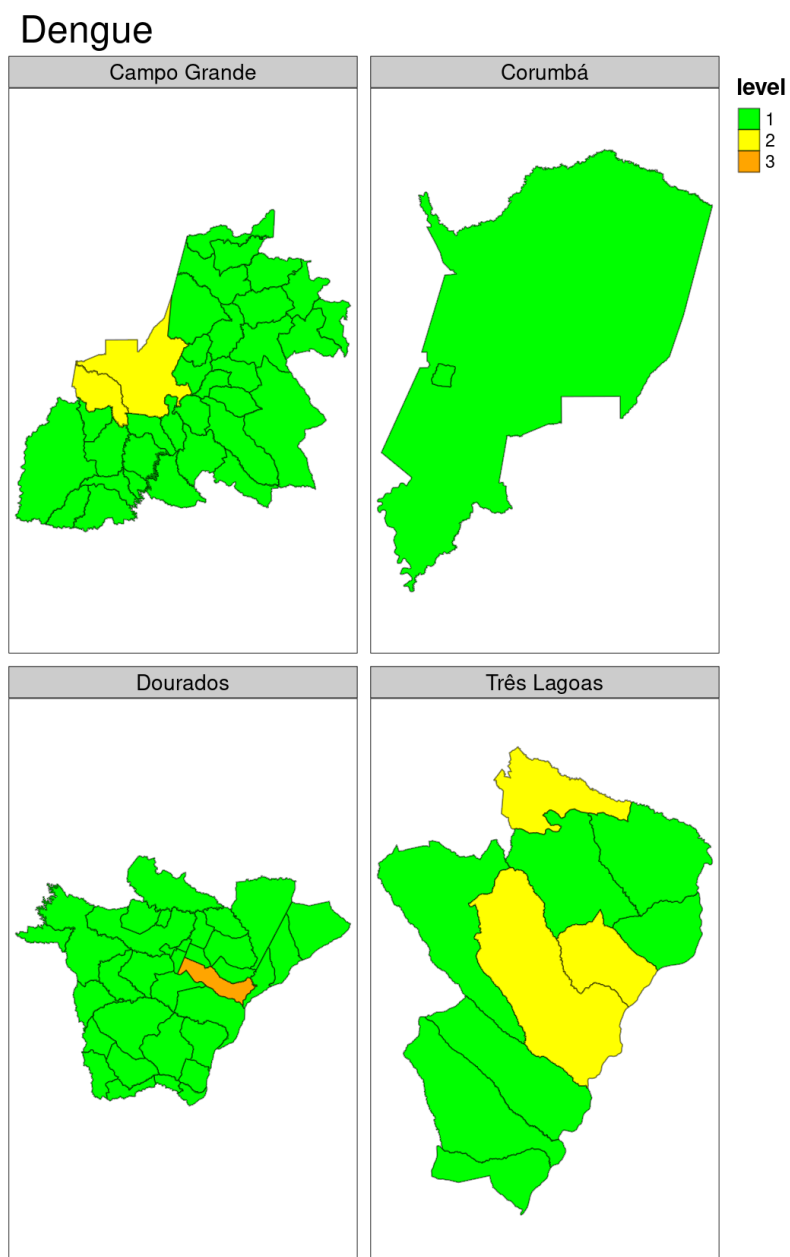 Dengue
Campo Grande
Corumbá
level
1
2
3
Dourados
Três Lagoas